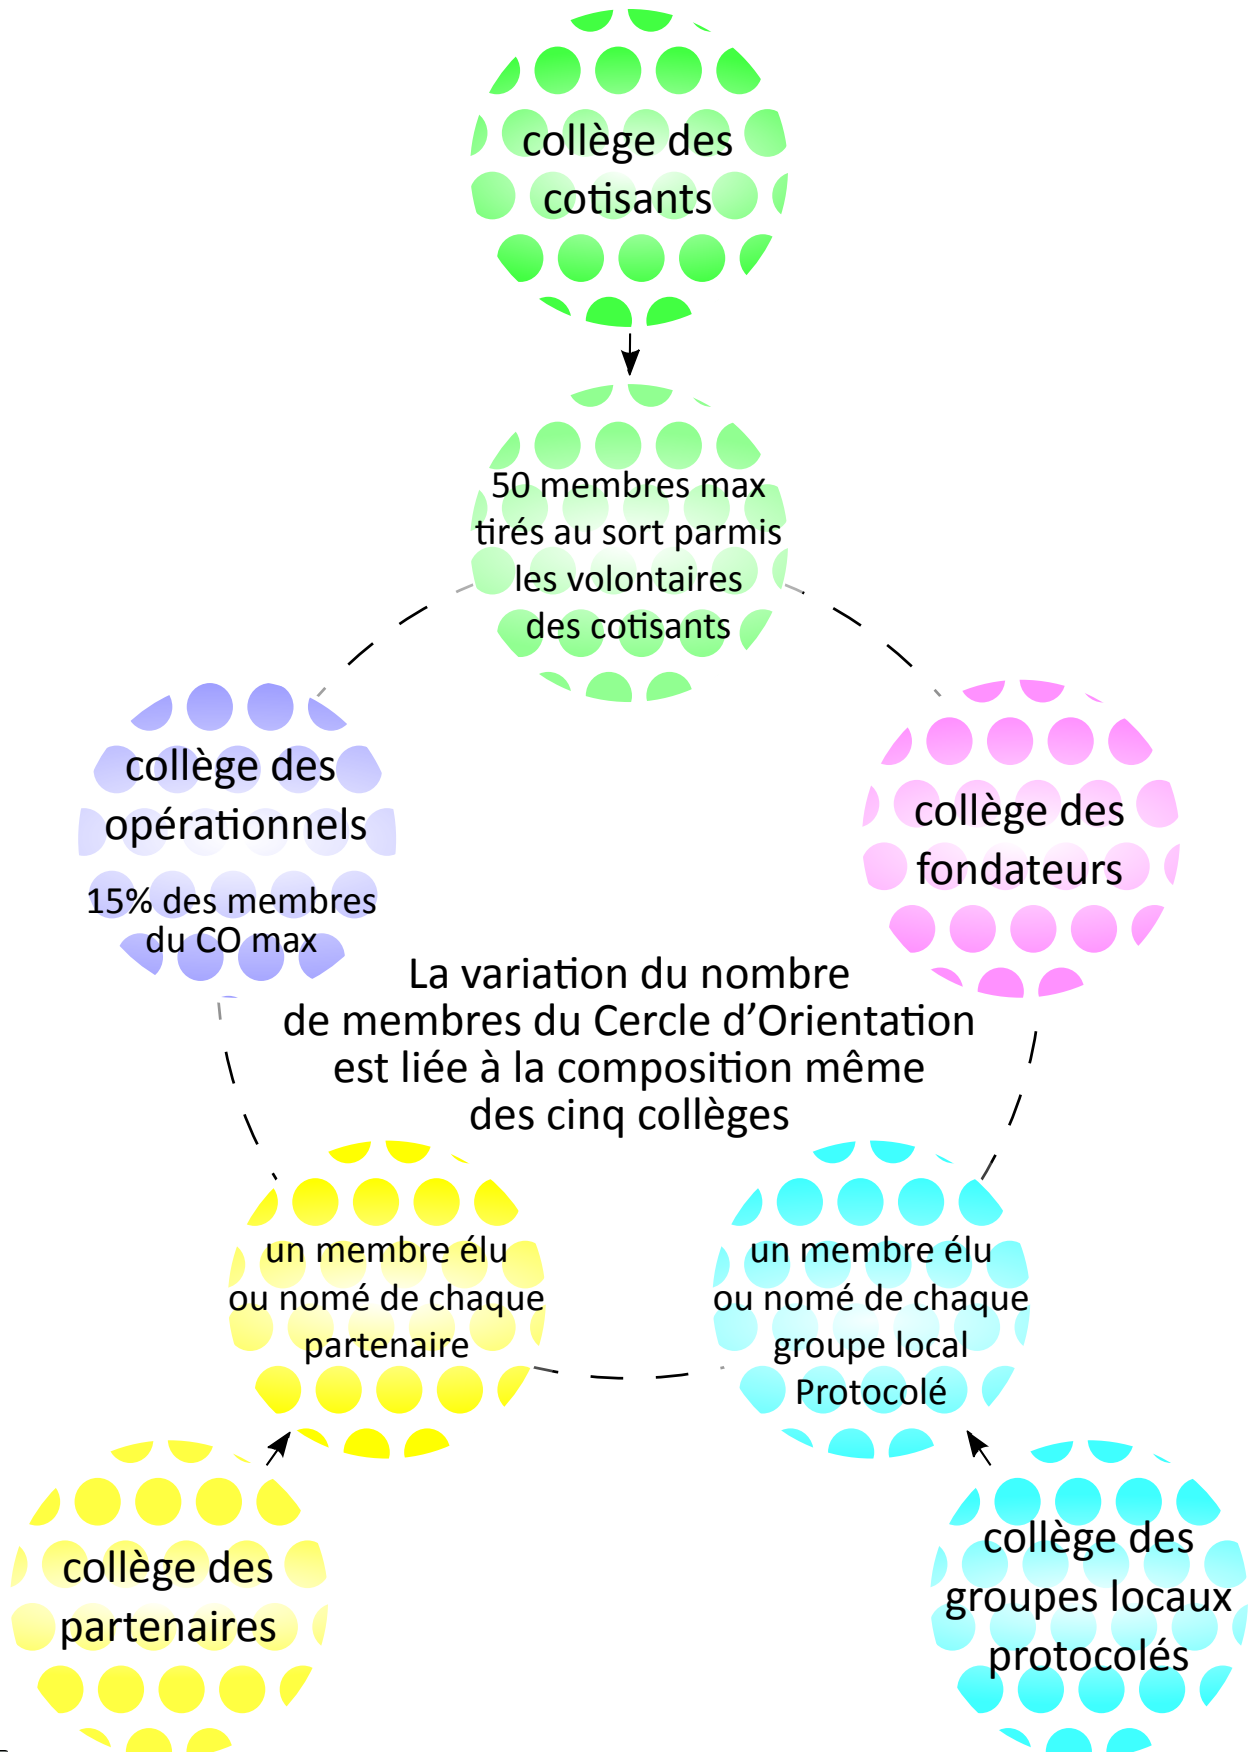 collège des
cotisants
50 membres max
tirés au sort parmis
les volontaires
des cotisants
collège des
opérationnels
15% des membres
du CO max
collège des
fondateurs
La variation du nombre
de membres du Cercle d’Orientation
est liée à la composition même
des cinq collèges
un membre élu
ou nomé de chaque
partenaire
un membre élu
ou nomé de chaque
groupe local
Protocolé
collège des
partenaires
collège des
groupes locaux
protocolés